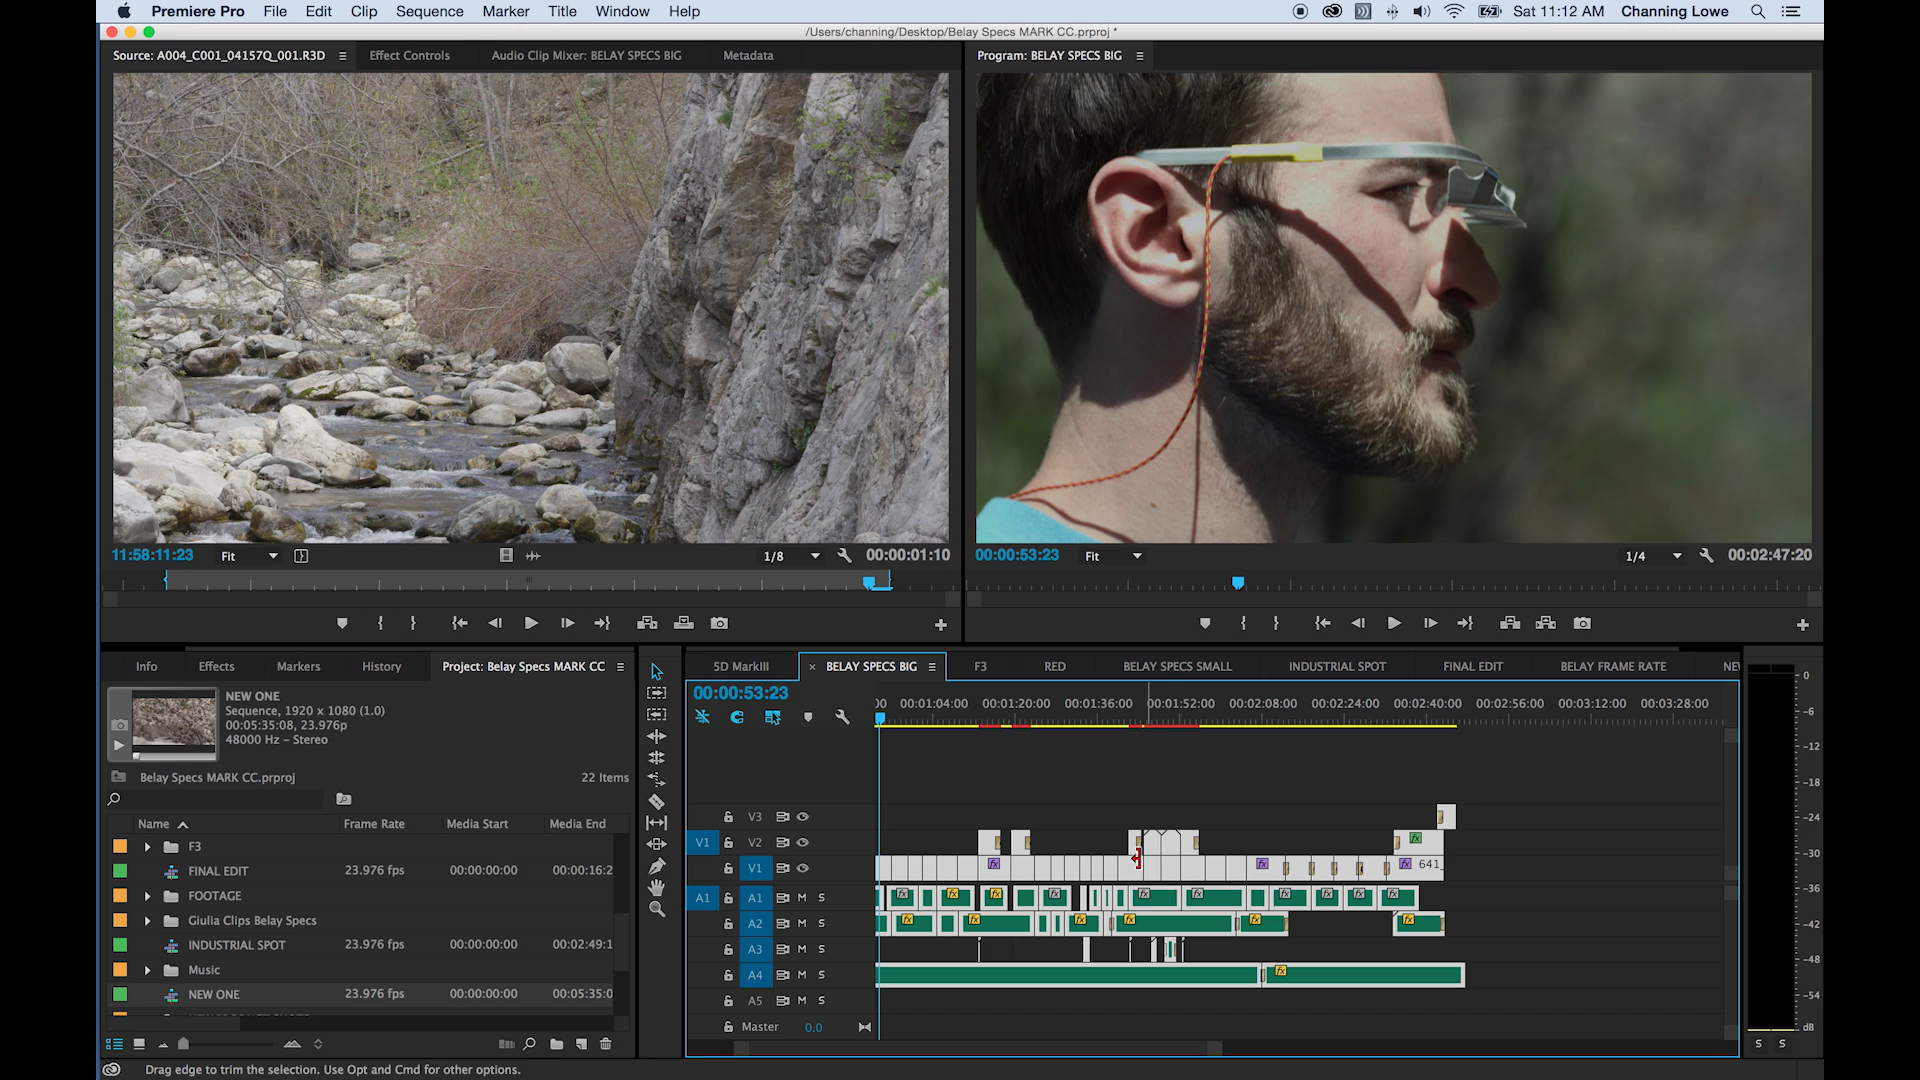 Premiere Pro File Edit Clip Sequence Marker Title Window Help
Sat 11:12 AM Channing Lowe
/Users/channing/Desktop/Belay Specs MARK CC.prproj *
Source: A004_C001_04157Q_001.R3D Effect Controls Audio Clip Mixer: BELAY SPECS BIG Metadata
Program: BELAY SPECS BIG
11:58:11:23 Fit 1/8 00:00:01:10
00:00:53:23 Fit 1/4 00:02:47:20
Info Effects Markers History Project: Belay Specs MARK CC
5D MarkIII × BELAY SPECS BIG F3 RED BELAY SPECS SMALL INDUSTRIAL SPOT FINAL EDIT BELAY FRAME RATE NE
NEW ONE
Sequence, 1920 x 1080 (1.0)
00:05:35:08, 23.976p
48000 Hz - Stereo
Belay Specs MARK CC.prproj 22 Items
Name Frame Rate Media Start Media End
F3
FINAL EDIT 23.976 fps 00:00:00:00 00:00:16:2
FOOTAGE
Giulia Clips Belay Specs
INDUSTRIAL SPOT 23.976 fps 00:00:00:00 00:02:49:1
Music
NEW ONE 23.976 fps 00:00:00:00 00:05:35:0
00:00:53:23
00 00:01:04:00 00:01:20:00 00:01:36:00 00:01:52:00 00:02:08:00 00:02:24:00 00:02:40:00 00:02:56:00 00:03:12:00 00:03:28:00
V3
V1 V2
V1 fx fx 641
A1 A1 M S
A2 M S
A3 M S
A4 M S
A5 M S
Master 0.0
0
-6
-12
-18
-24
-30
-36
-42
-48
-54
dB
S S
Drag edge to trim the selection. Use Opt and Cmd for other options.